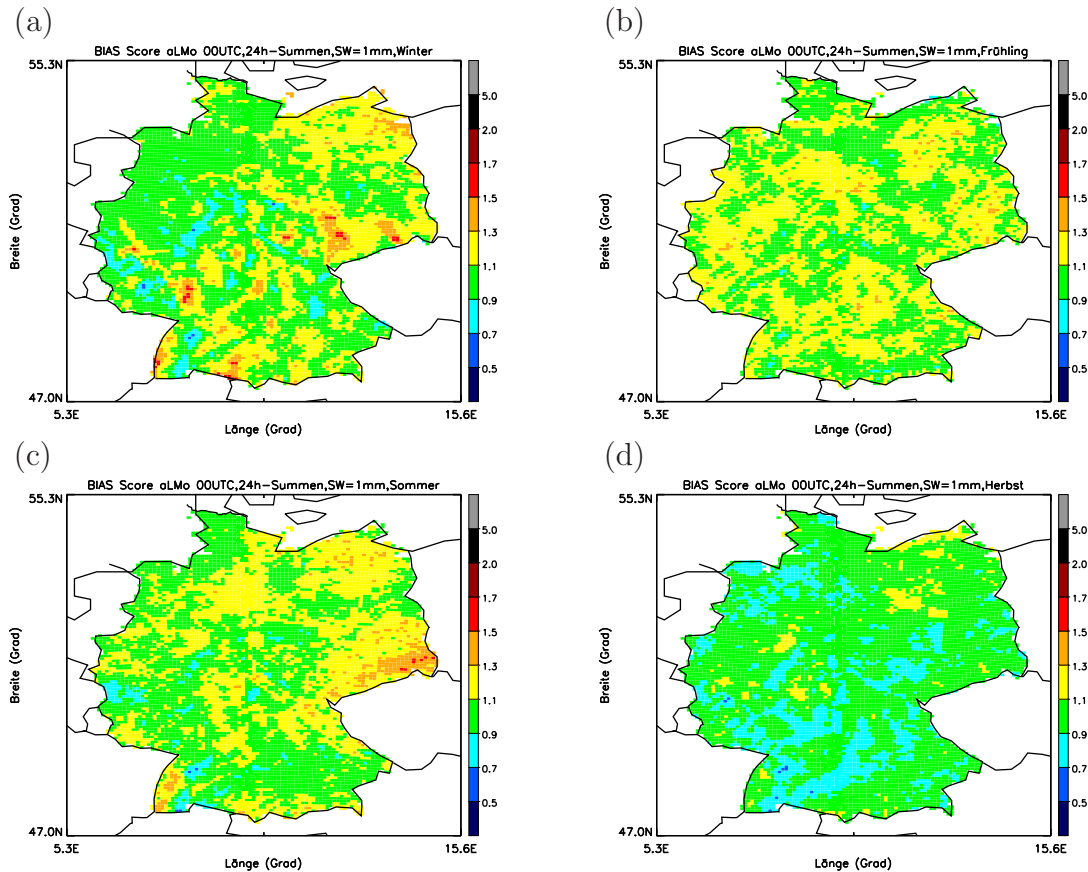 (a)
BIAS Score aLMo 00UTC,24h-Summen,SW=1mm,Winter
55.3N
Breite (Grad)
47.0N
5.3E
15.6E
Länge (Grad)
5.0
2.0
1.7
1.5
1.3
1.1
0.9
0.7
0.5
(b)
BIAS Score aLMo 00UTC,24h-Summen,SW=1mm,Frühling
55.3N
Breite (Grad)
47.0N
5.3E
15.6E
Länge (Grad)
5.0
2.0
1.7
1.5
1.3
1.1
0.9
0.7
0.5
(c)
BIAS Score aLMo 00UTC,24h-Summen,SW=1mm,Sommer
55.3N
Breite (Grad)
47.0N
5.3E
15.6E
Länge (Grad)
5.0
2.0
1.7
1.5
1.3
1.1
0.9
0.7
0.5
(d)
BIAS Score aLMo 00UTC,24h-Summen,SW=1mm,Herbst
55.3N
Breite (Grad)
47.0N
5.3E
15.6E
Länge (Grad)
5.0
2.0
1.7
1.5
1.3
1.1
0.9
0.7
0.5